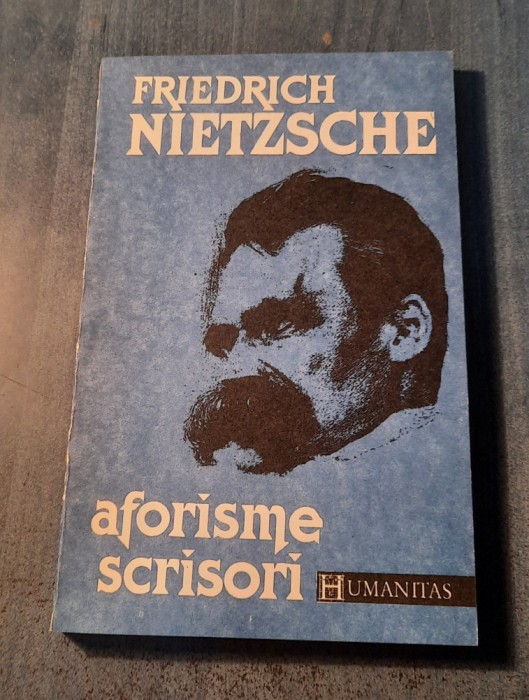 FRIEDRICH
NIETZSCHE
aforisme
scrisori
HUMANITAS